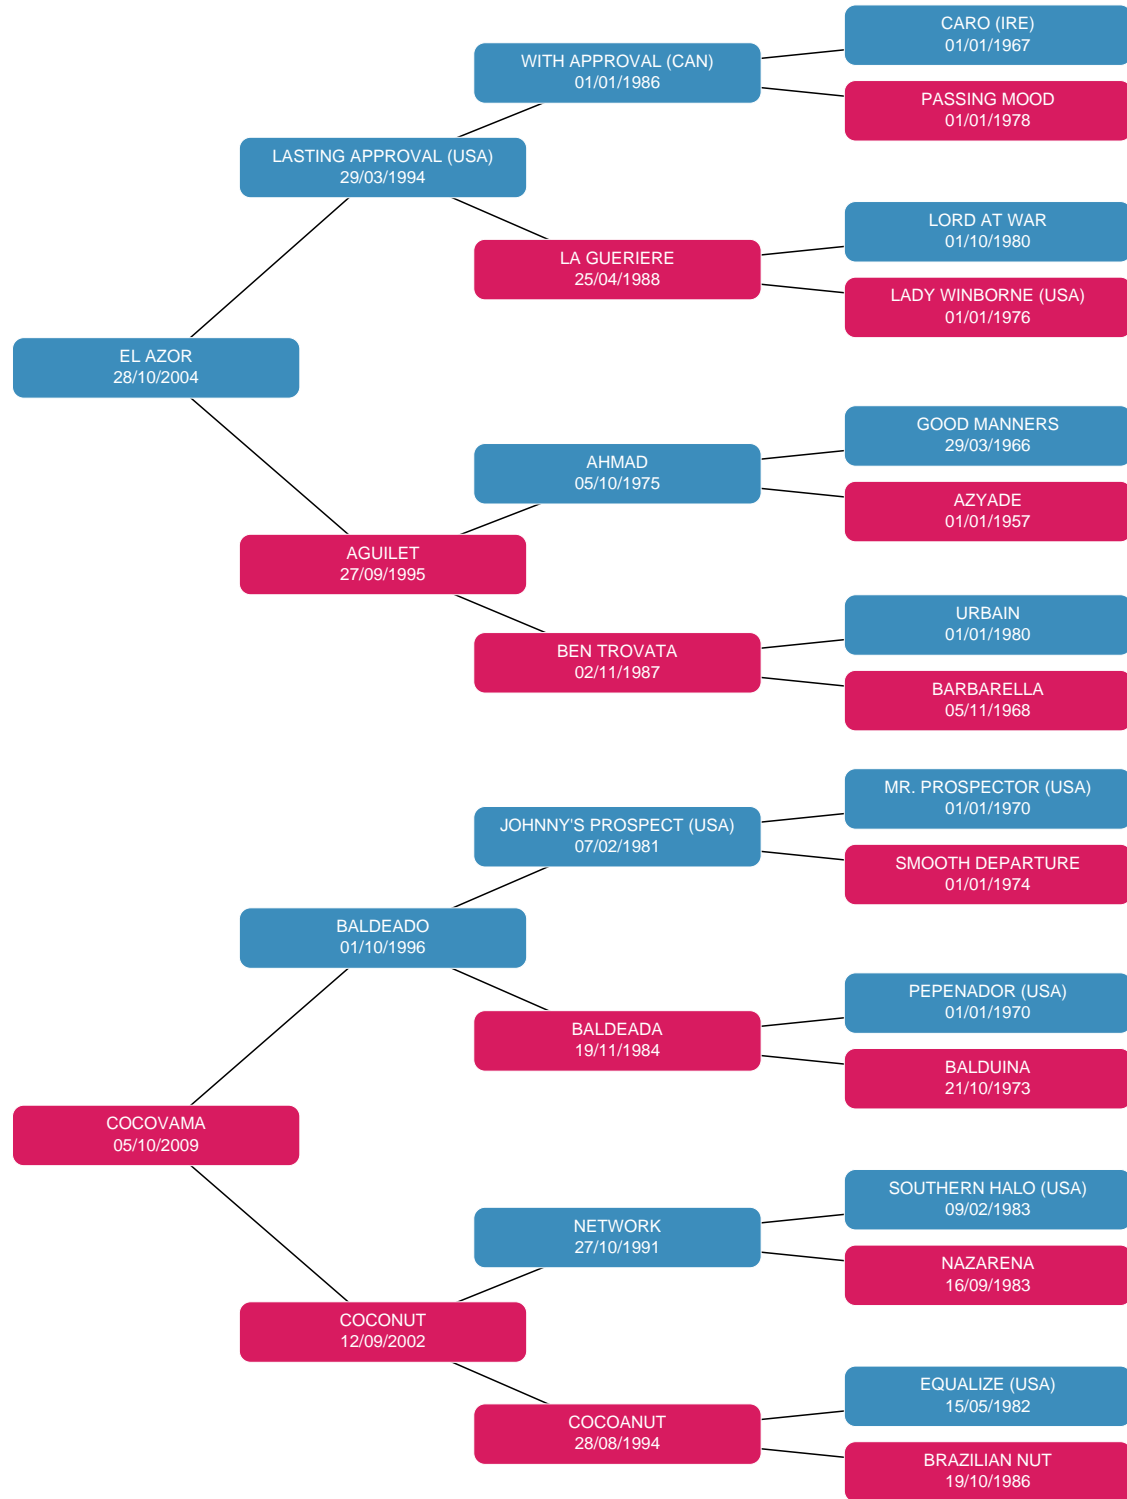 CARO (IRE)
01/01/1967
WITH APPROVAL (CAN)
01/01/1986
PASSING MOOD
01/01/1978
LASTING APPROVAL (USA)
29/03/1994
LORD AT WAR
01/10/1980
LA GUERIERE
25/04/1988
LADY WINBORNE (USA)
01/01/1976
EL AZOR
28/10/2004
GOOD MANNERS
29/03/1966
AHMAD
05/10/1975
AZYADE
01/01/1957
AGUILET
27/09/1995
URBAIN
01/01/1980
BEN TROVATA
02/11/1987
BARBARELLA
05/11/1968
MR. PROSPECTOR (USA)
01/01/1970
JOHNNY'S PROSPECT (USA)
07/02/1981
SMOOTH DEPARTURE
01/01/1974
BALDEADO
01/10/1996
PEPENADOR (USA)
01/01/1970
BALDEADA
19/11/1984
BALDUINA
21/10/1973
COCOVAMA
05/10/2009
SOUTHERN HALO (USA)
09/02/1983
NETWORK
27/10/1991
NAZARENA
16/09/1983
COCONUT
12/09/2002
EQUALIZE (USA)
15/05/1982
COCOANUT
28/08/1994
BRAZILIAN NUT
19/10/1986